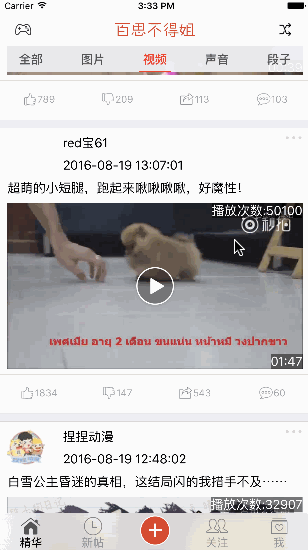 Carrier
3:33 PM
百思不得姐
全部 图片 视频 声音 段子
789 209 113 103
red宝61
2016-08-19 13:07:01
超萌的小短腿，跑起来啾啾啾啾，好魔性！
播放次数:50100
秒拍
เพศเมีย อายุ 2 เดือน ขนแน่น หน้าหมี วงปากขาว
01:47
1834 147 543 60
捏捏动漫
2016-08-19 12:48:02
白雪公主昏迷的真相，这结局闪的我措手不及……
播放次数:32907
精华 新帖 关注 我